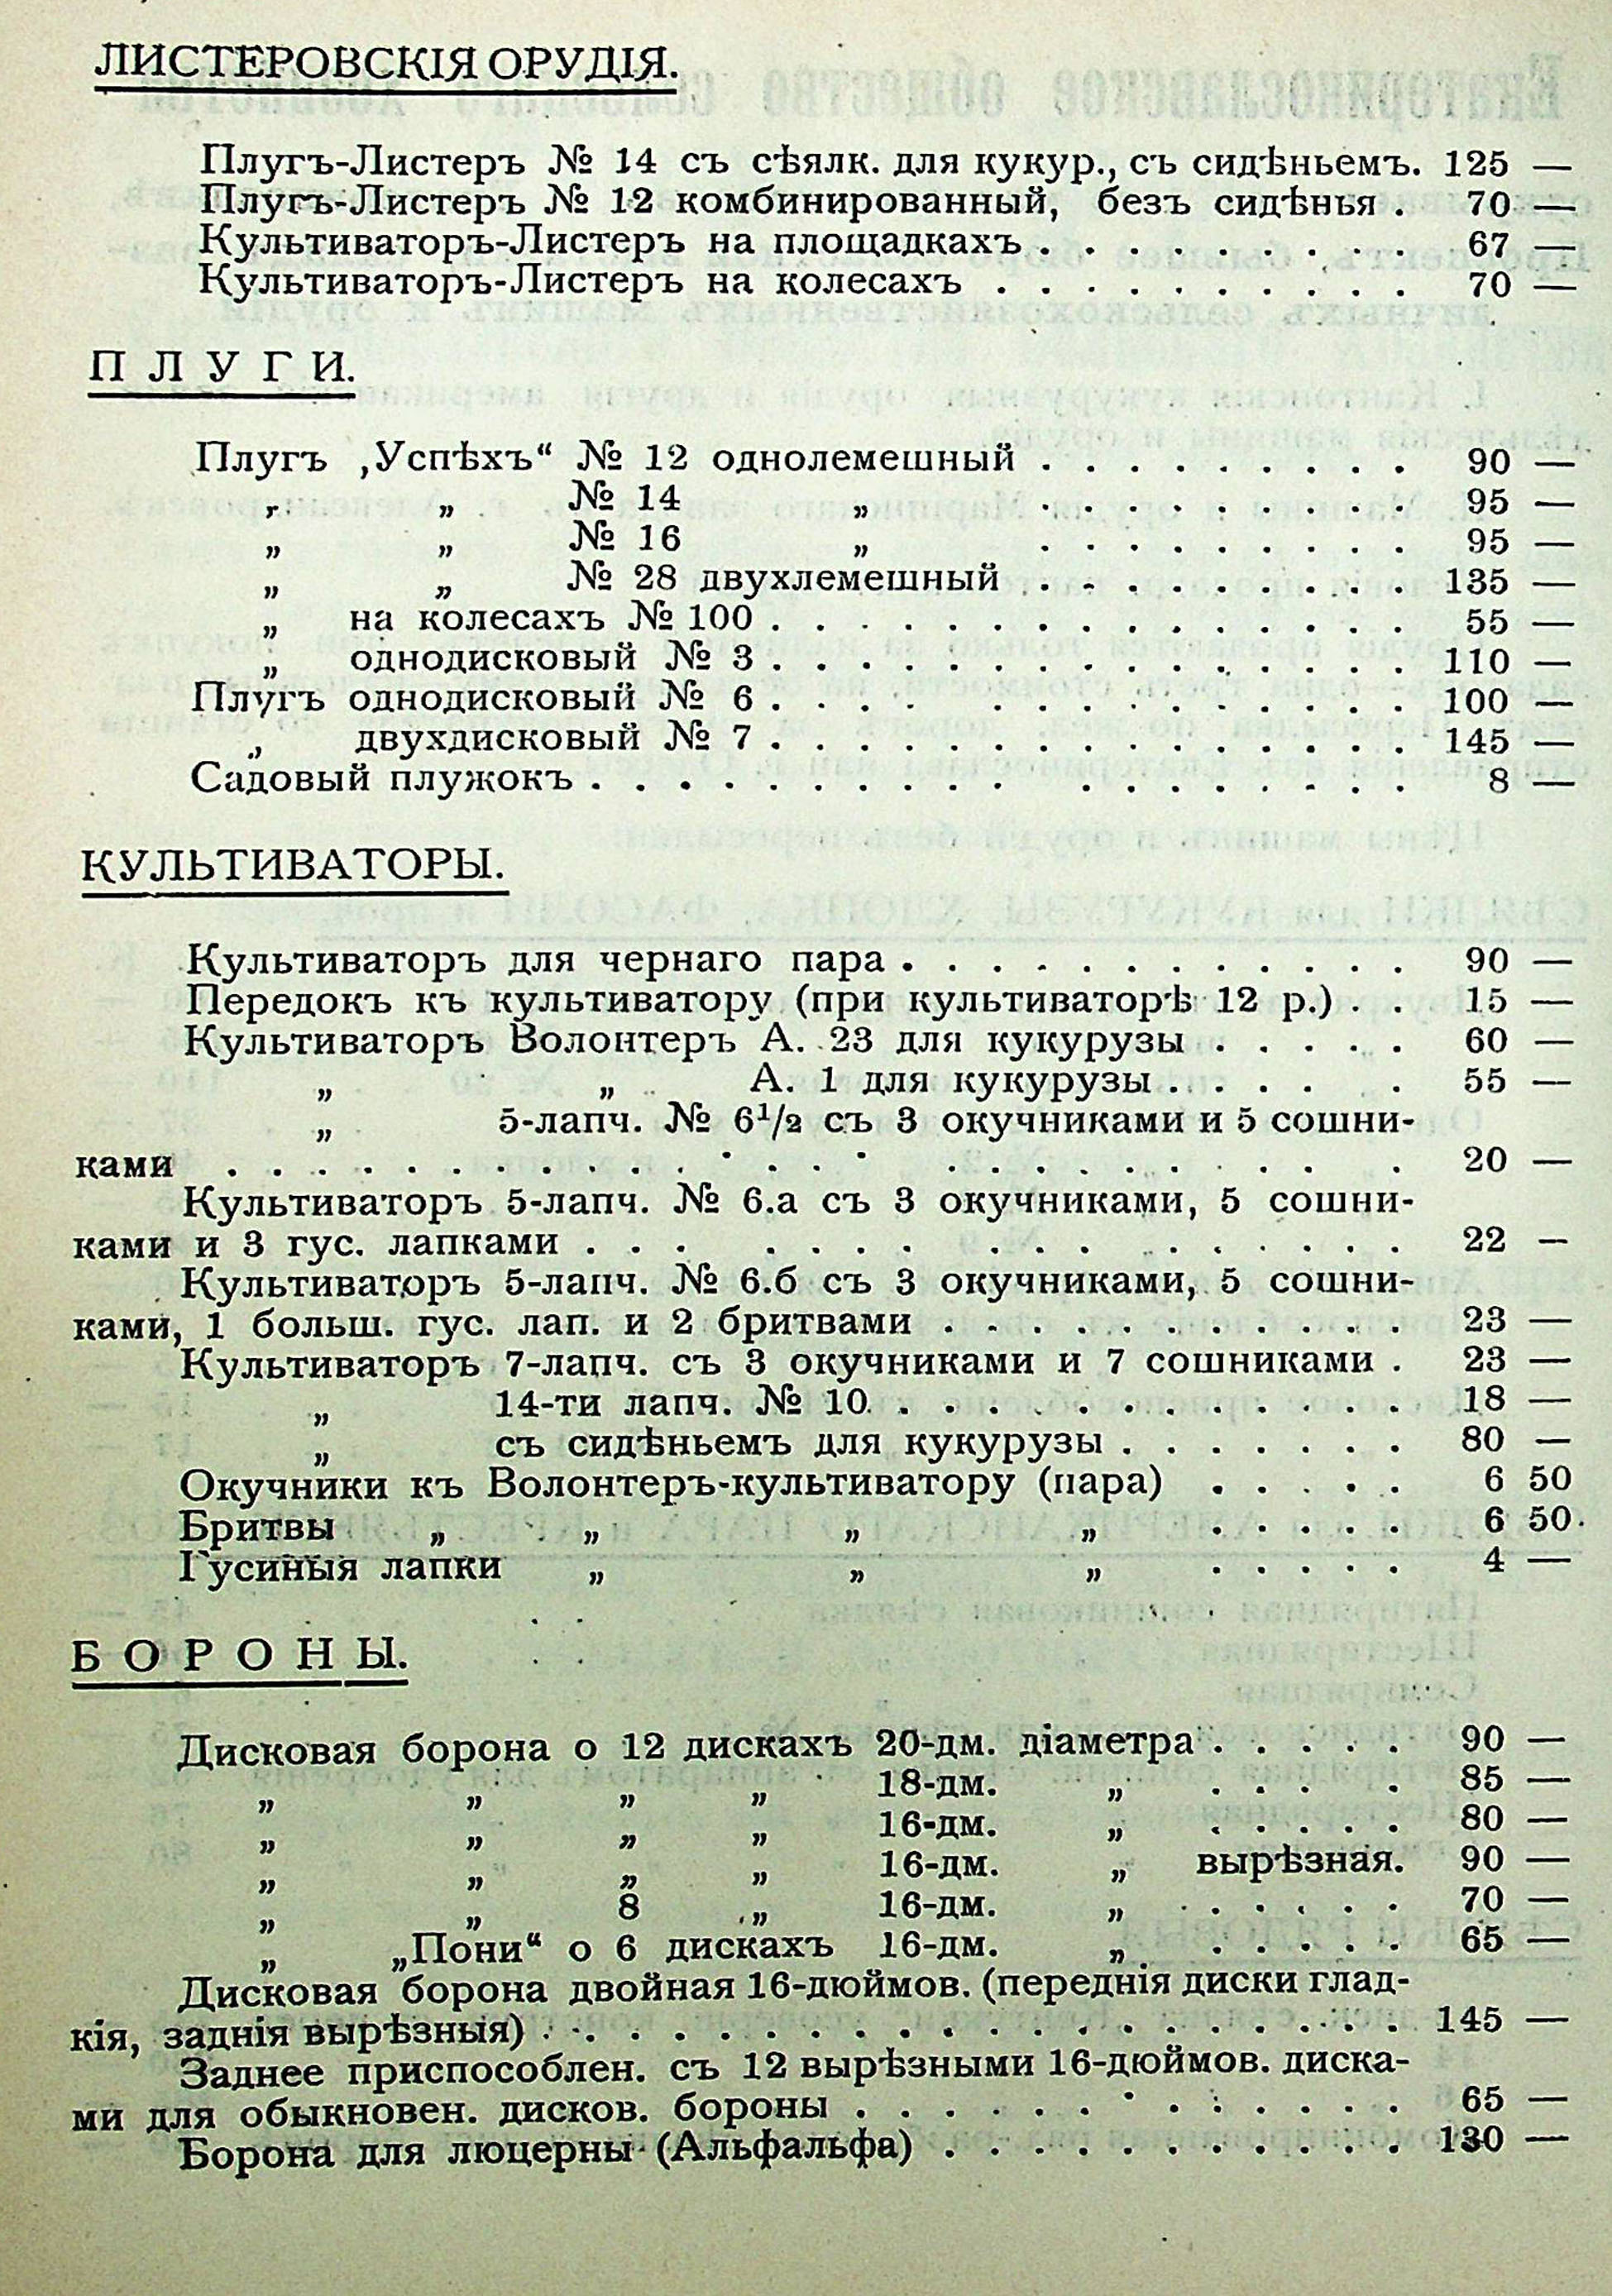 ЛИСТЕРОВСКІЯ ОРУДІЯ.
Плугъ-Листеръ № 14 съ сѣялк. для кукур., съ сидѣньемъ. 125 —
Плугъ-Листеръ № 12 комбинированный, безъ сидѣнья . 70 —
Культиваторъ-Листеръ на площадкахъ . . . . . . . . . 67 —
Культиваторъ-Листеръ на колесахъ . . . . . . . . . . 70 —
ПЛУГИ.
Плугъ „Успѣхъ“ № 12 однолемешный . . . . . . . . . 90 —
„ „ № 14 „ . . . . . . . . . 95 —
„ „ № 16 „ . . . . . . . . . 95 —
„ „ № 28 двухлемешный . . . . . . . . . 135 —
„ на колесахъ № 100 . . . . . . . . . . . . . . . 55 —
„ однодисковый № 3 . . . . . . . . . . . . . . . 110 —
Плугъ однодисковый № 6 . . . . . . . . . . . . . . 100 —
„ двухдисковый № 7 . . . . . . . . . . . . . . . 145 —
Садовый плужокъ . . . . . . . . . . . . . . . . . . 8 —
КУЛЬТИВАТОРЫ.
Культиваторъ для чернаго пара . . . . . . . . . . . . 90 —
Передокъ къ культиватору (при культиваторѣ 12 р.) . . 15 —
Культиваторъ Волонтеръ А. 23 для кукурузы . . . . . 60 —
„ „ А. 1 для кукурузы . . . . . 55 —
„ 5-лапч. № 6¹/₂ съ 3 окучниками и 5 сошни-
ками . . . . . . . . . . . . . . . . . . . . . . . . 20 —
Культиваторъ 5-лапч. № 6.а съ 3 окучниками, 5 сошни-
ками и 3 гус. лапками . . . . . . . . . . . . . . . . 22 —
Культиваторъ 5-лапч. № 6.б съ 3 окучниками, 5 сошни-
ками, 1 больш. гус. лап. и 2 бритвами . . . . . . . . . . . 23 —
Культиваторъ 7-лапч. съ 3 окучниками и 7 сошниками . 23 —
„ 14-ти лапч. № 10. . . . . . . . . . . . . 18 —
„ съ сидѣньемъ для кукурузы . . . . . . . 80 —
Окучники къ Волонтеръ-культиватору (пара) . . . . . 6 50
Бритвы „ „ „ „ . . . . . 6 50
Гусиныя лапки „ „ „ . . . . . 4 —
БОРОНЫ.
Дисковая борона о 12 дискахъ 20-дм. діаметра . . . . . 90 —
„ „ „ „ 18-дм. „ . . . . 85 —
„ „ „ „ 16-дм. „ . . . . . 80 —
„ „ „ „ 16-дм. „ вырѣзная. 90 —
„ „ 8 „ 16-дм. „ . . . . . . 70 —
„ „Пони“ о 6 дискахъ 16-дм. „ . . . . . 65 —
Дисковая борона двойная 16-дюймов. (переднія диски глад-
кія, заднія вырѣзныя) . . . . . . . . . . . . . . . . . . . 145 —
Заднее приспособлен. съ 12 вырѣзными 16-дюймов. диска-
ми для обыкновен. дисков. бороны . . . . . . . . . . . . . 65 —
Борона для люцерны (Альфальфа) . . . . . . . . . . . 130 —